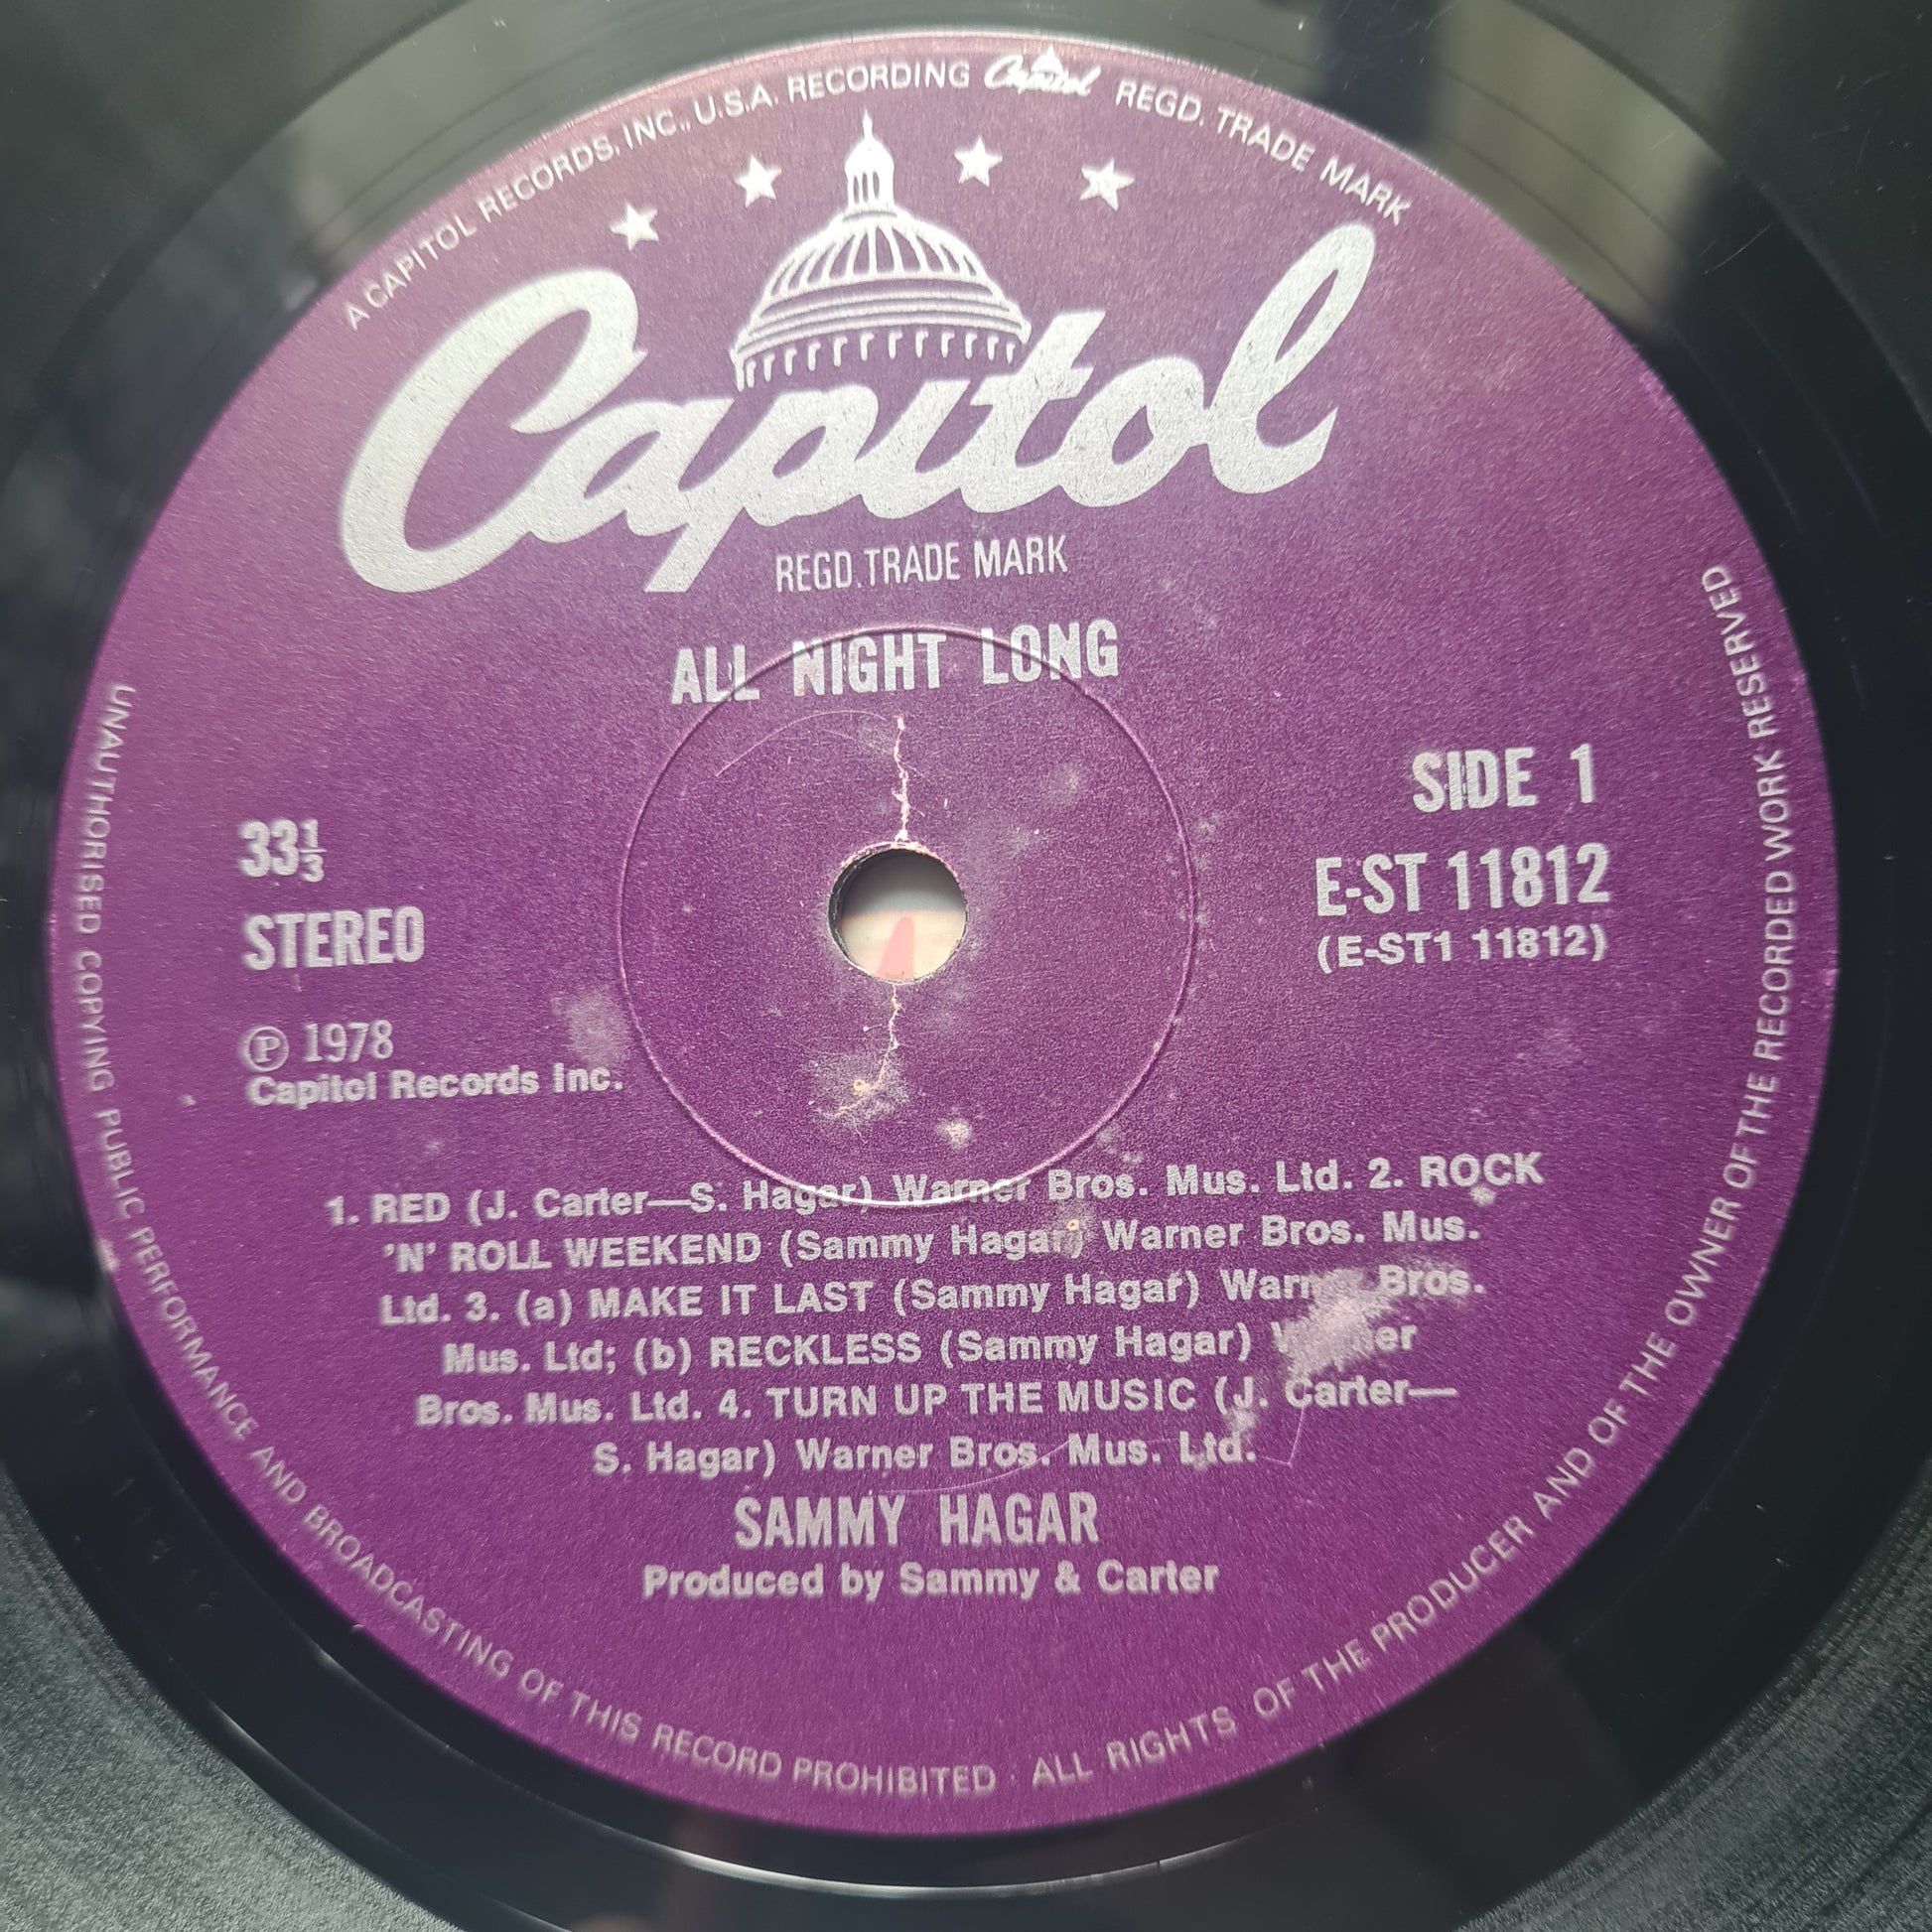 A CAPITOL RECORDS, INC., U.S.A. RECORDING Capitol REGD. TRADE MARK
Capitol
REGD. TRADE MARK
ALL NIGHT LONG
SIDE 1
33⅓
E-ST 11812
STEREO
(E-ST1 11812)
℗ 1978
Capitol Records Inc.
1. RED (J. Carter—S. Hagar) Warner Bros. Mus. Ltd. 2. ROCK
'N' ROLL WEEKEND (Sammy Hagar) Warner Bros. Mus.
Ltd. 3. (a) MAKE IT LAST (Sammy Hagar) Warner Bros.
Mus. Ltd; (b) RECKLESS (Sammy Hagar) Warner
Bros. Mus. Ltd. 4. TURN UP THE MUSIC (J. Carter—
S. Hagar) Warner Bros. Mus. Ltd.
SAMMY HAGAR
Produced by Sammy & Carter
UNAUTHORISED COPYING PUBLIC PERFORMANCE AND BROADCASTING OF THIS RECORD PROHIBITED · ALL RIGHTS OF THE PRODUCER AND OF THE OWNER OF THE RECORDED WORK RESERVED